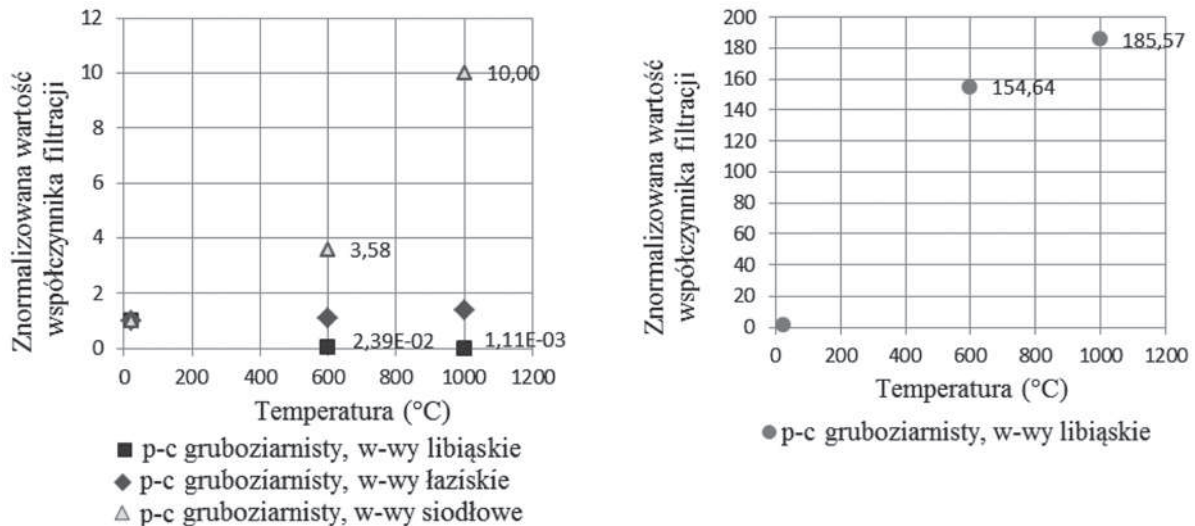 Znormalizowana wartość
współczynnika filtracji
12
10
8
6
4
2
0
10,00
3,58
2,39E-02
1,11E-03
0 200 400 600 800 1000 1200
Temperatura (°C)
p-c gruboziarnisty, w-wy libiąskie
p-c gruboziarnisty, w-wy łaziskie
p-c gruboziarnisty, w-wy siodłowe
Znormalizowana wartość
współczynnika filtracji
200
180
160
140
120
100
80
60
40
20
0
185,57
154,64
0 200 400 600 800 1000 1200
Temperatura (°C)
p-c gruboziarnisty, w-wy libiąskie